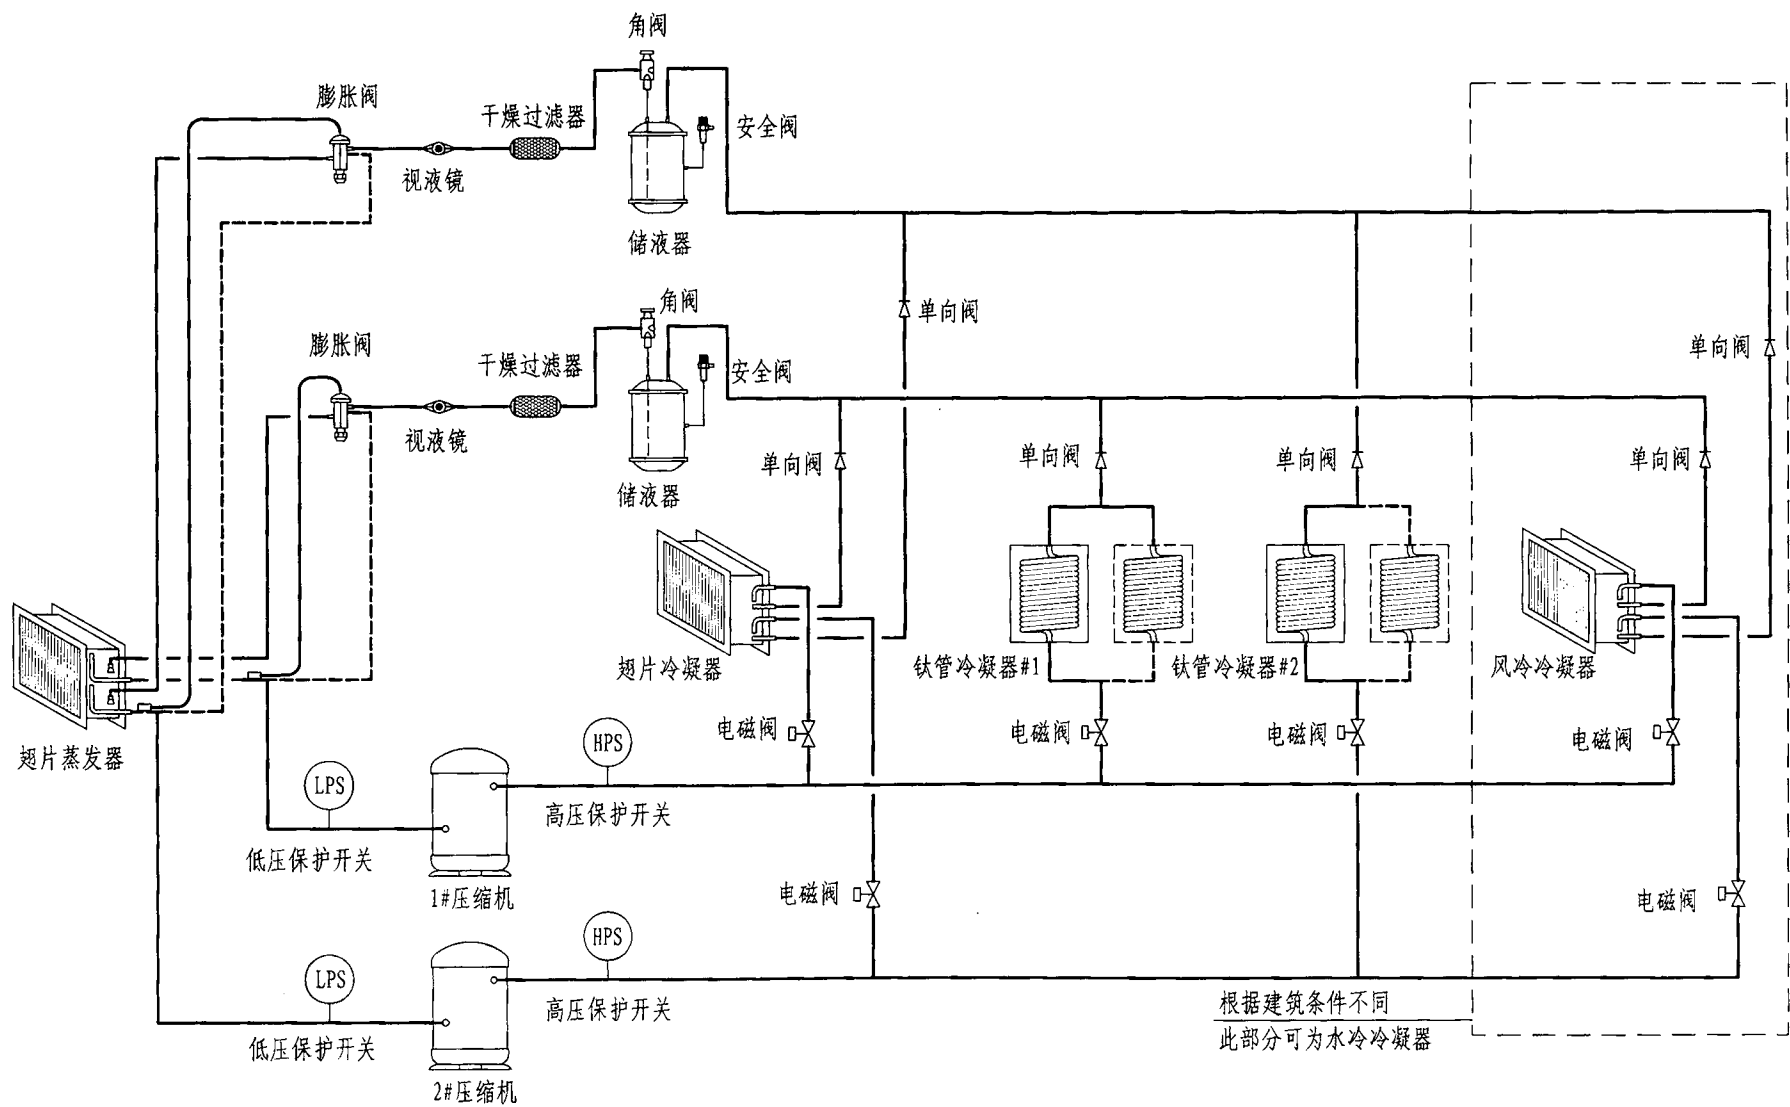 角阀
膨胀阀
干燥过滤器
安全阀
视液镜
储液器
角阀
单向阀
膨胀阀
干燥过滤器
安全阀
单向阀
视液镜
单向阀
单向阀
单向阀
单向阀
储液器
翅片冷凝器
钛管冷凝器#1
钛管冷凝器#2
风冷冷凝器
翅片蒸发器
电磁阀
电磁阀
电磁阀
电磁阀
HPS
LPS
高压保护开关
低压保护开关
1#压缩机
电磁阀
电磁阀
HPS
LPS
高压保护开关
低压保护开关
2#压缩机
根据建筑条件不同
此部分可为水冷冷凝器